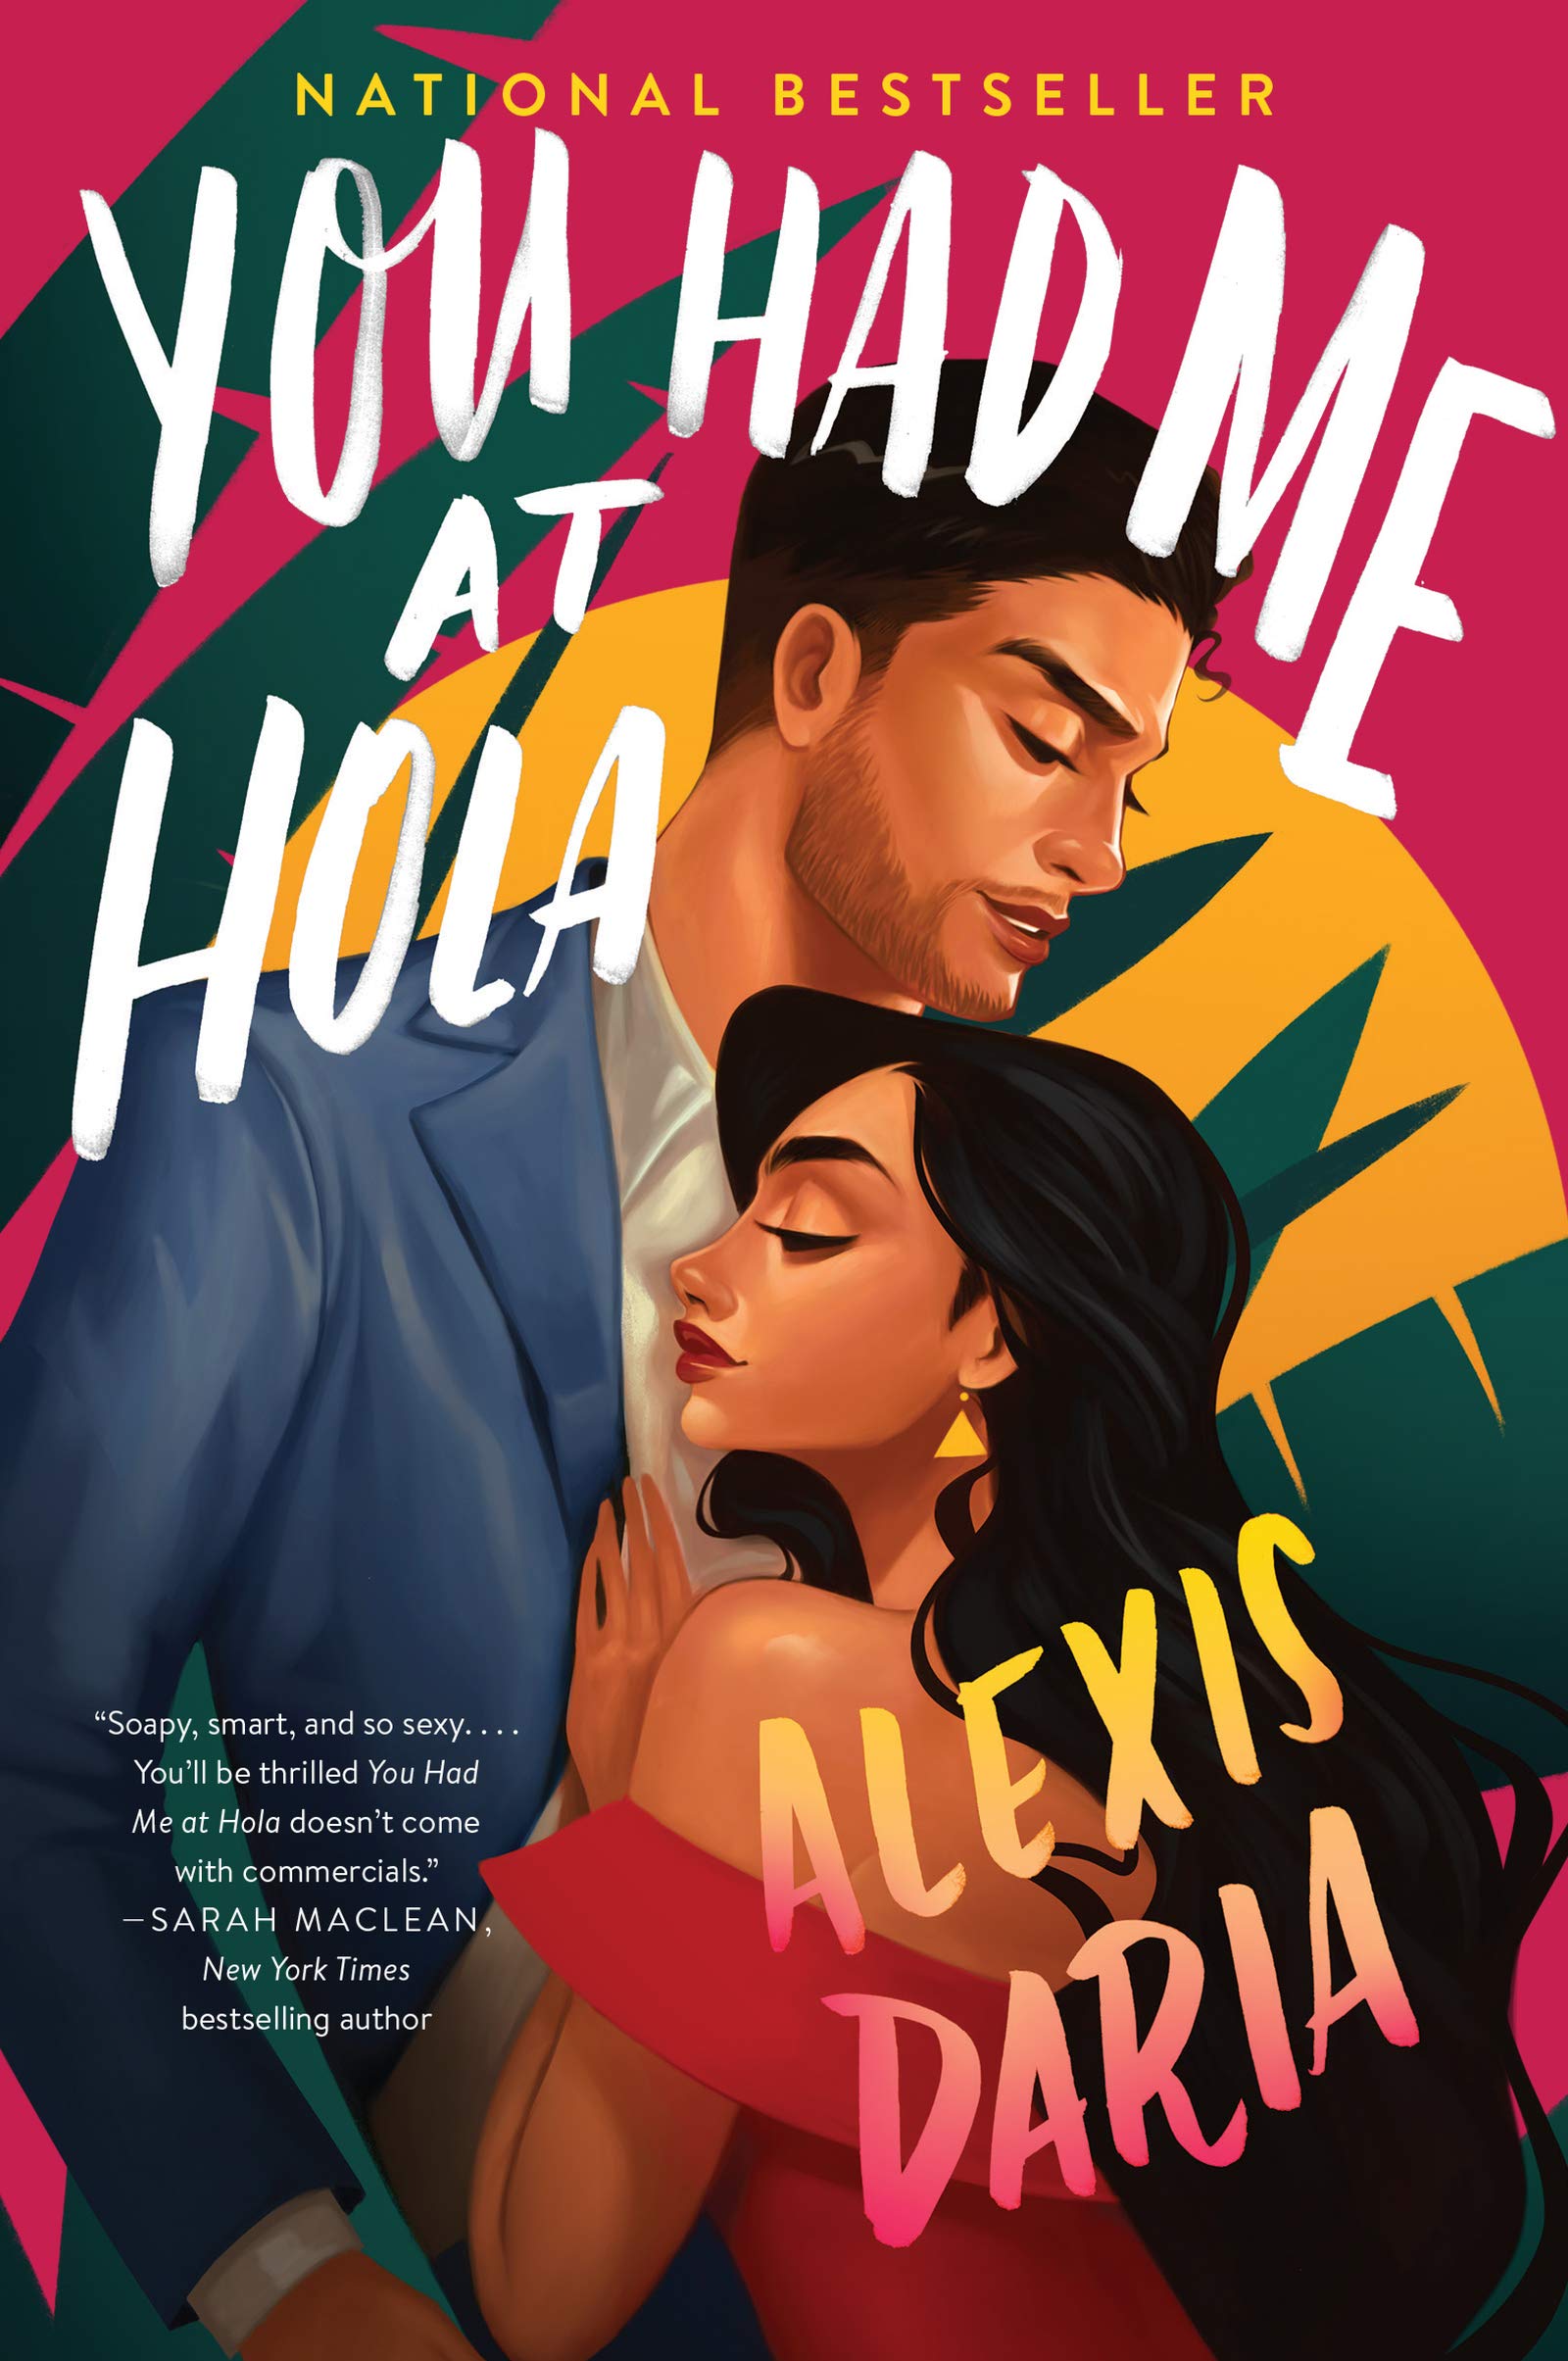 NATIONAL BESTSELLER
YOU HAD ME
AT
HOLA
“Soapy, smart, and so sexy. . . .
You’ll be thrilled You Had
Me at Hola doesn’t come
with commercials.”
—SARAH MACLEAN,
New York Times
bestselling author
ALEXIS
DARIA